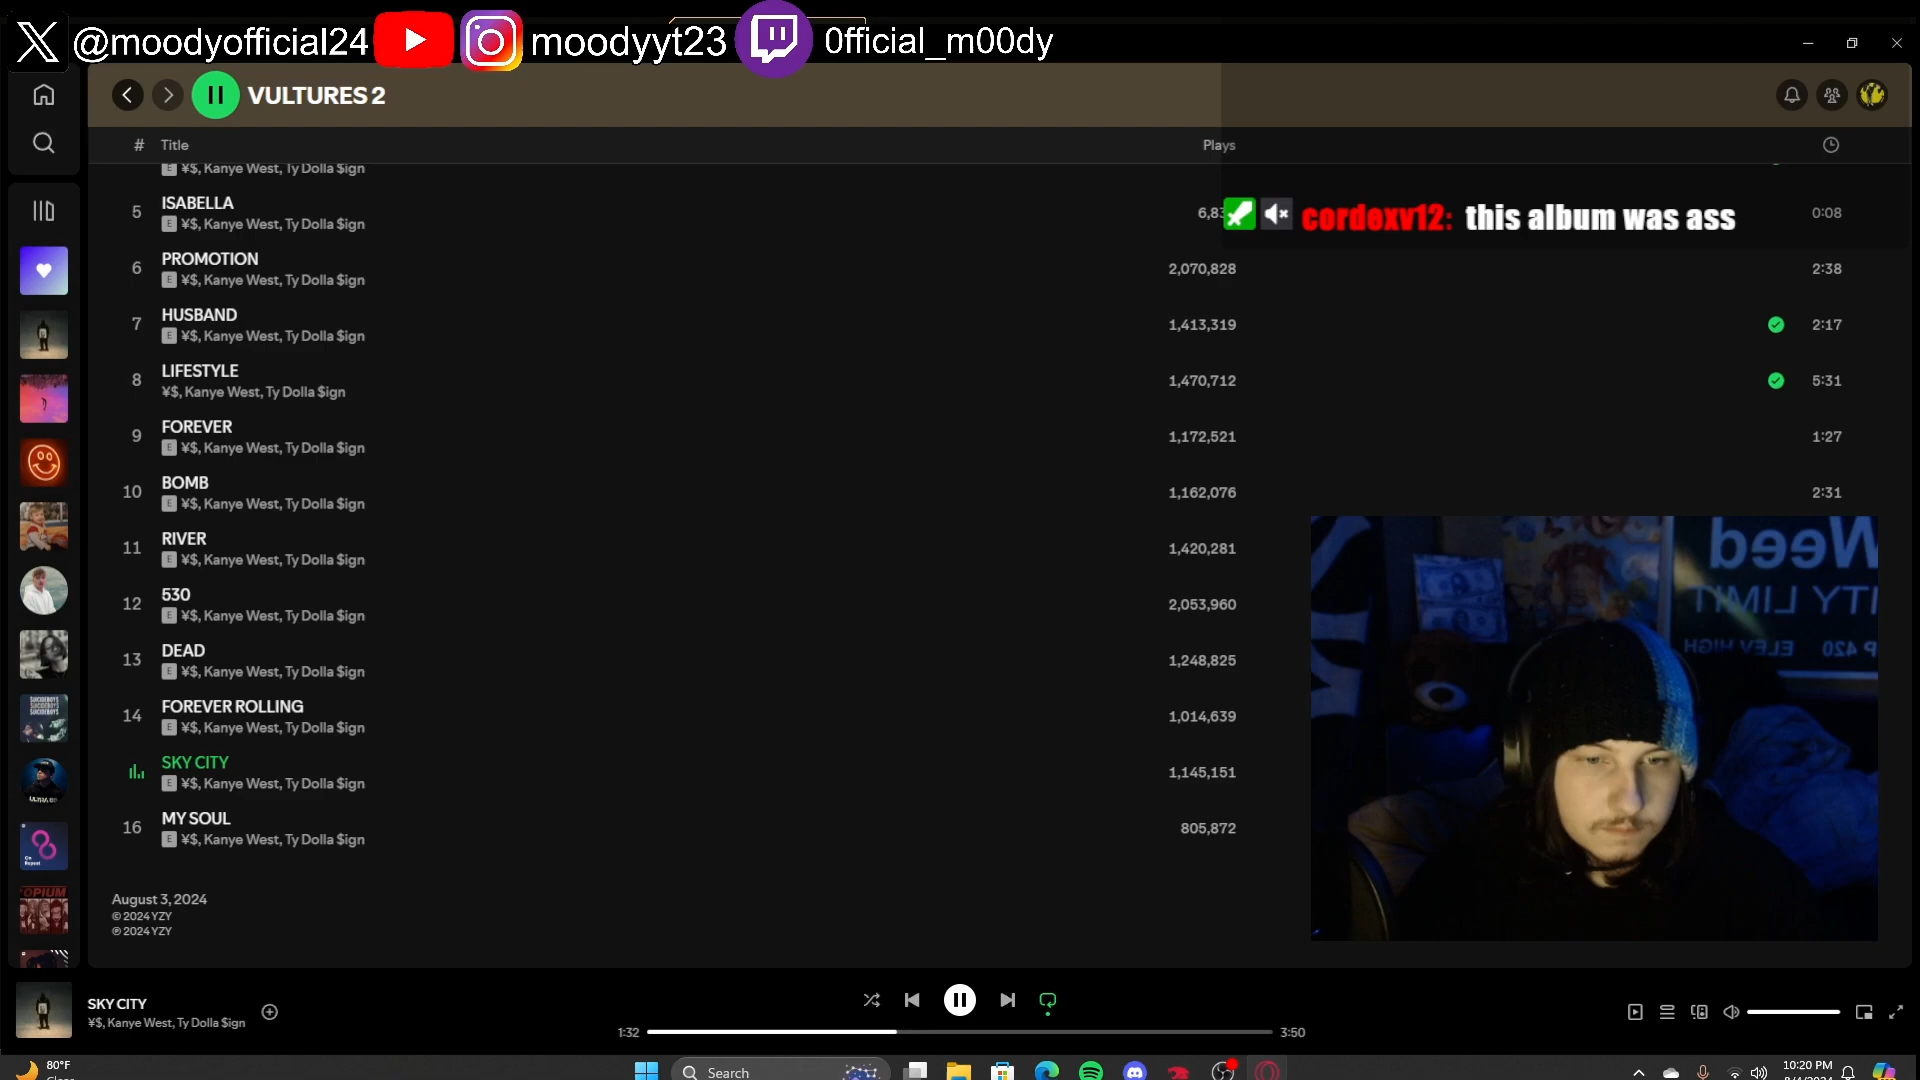 @moodyofficial24 moodyyt23 0fficial_m00dy
VULTURES 2
# Title Plays
E ¥$, Kanye West, Ty Dolla $ign
5 ISABELLA 0:08
E ¥$, Kanye West, Ty Dolla $ign
cordexv12: this album was ass
6 PROMOTION 2,070,828 2:38
E ¥$, Kanye West, Ty Dolla $ign
7 HUSBAND 1,413,319 2:17
E ¥$, Kanye West, Ty Dolla $ign
8 LIFESTYLE 1,470,712 5:31
¥$, Kanye West, Ty Dolla $ign
9 FOREVER 1,172,521 1:27
E ¥$, Kanye West, Ty Dolla $ign
10 BOMB 1,162,076 2:31
E ¥$, Kanye West, Ty Dolla $ign
11 RIVER 1,420,281
E ¥$, Kanye West, Ty Dolla $ign
12 530 2,053,960
E ¥$, Kanye West, Ty Dolla $ign
13 DEAD 1,248,825
E ¥$, Kanye West, Ty Dolla $ign
14 FOREVER ROLLING 1,014,639
E ¥$, Kanye West, Ty Dolla $ign
SKY CITY 1,145,151
E ¥$, Kanye West, Ty Dolla $ign
16 MY SOUL 805,872
E ¥$, Kanye West, Ty Dolla $ign
August 3, 2024
© 2024 YZY
℗ 2024 YZY
Weed
ELEV HIGH
420
OPIUM
SKY CITY
¥$, Kanye West, Ty Dolla $ign
1:32 3:50
80°F
Search
10:20 PM